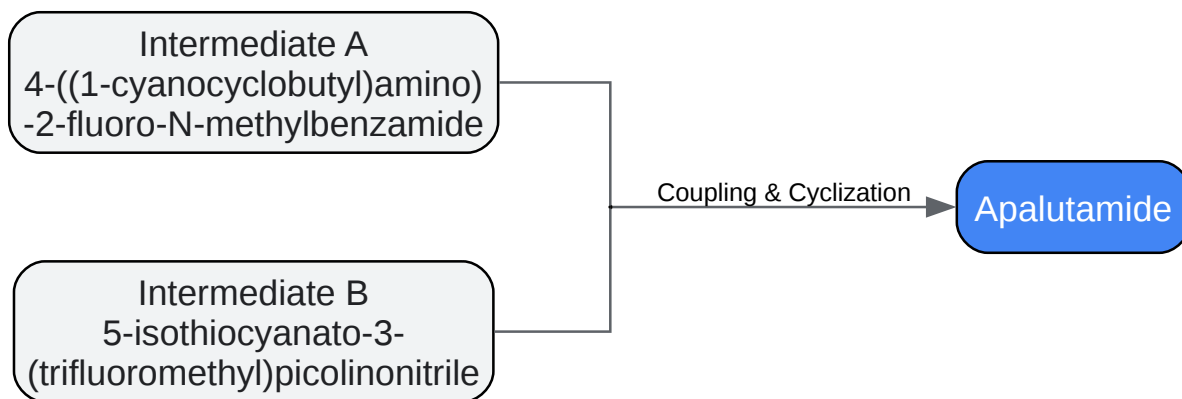 Intermediate A
4-((1-cyanocyclobutyl)amino)
-2-fluoro-N-methylbenzamide
Coupling & Cyclization
Apalutamide
Intermediate B
5-isothiocyanato-3-
(trifluoromethyl)picolinonitrile